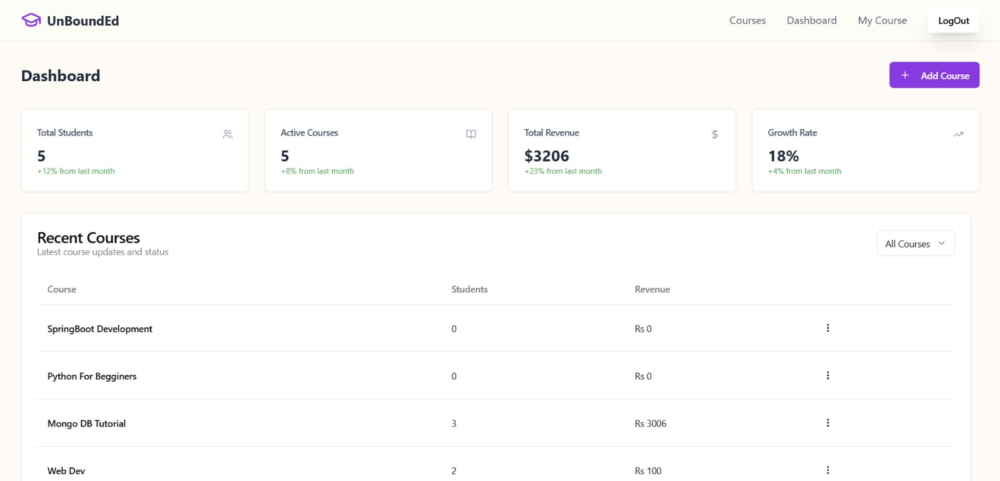 UnBoundEd
Courses Dashboard My Course LogOut
Dashboard
+ Add Course
Total Students
5
+12% from last month
Active Courses
5
+8% from last month
Total Revenue
$3206
+23% from last month
Growth Rate
18%
+4% from last month
Recent Courses
Latest course updates and status
All Courses
Course Students Revenue
SpringBoot Development 0 Rs 0
Python For Begginers 0 Rs 0
Mongo DB Tutorial 3 Rs 3006
Web Dev 2 Rs 100